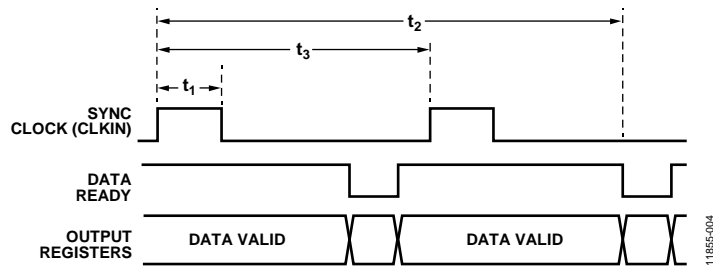 t2
t3
t1
SYNC
CLOCK (CLKIN)
DATA
READY
OUTPUT
REGISTERS
DATA VALID
DATA VALID
11855-004